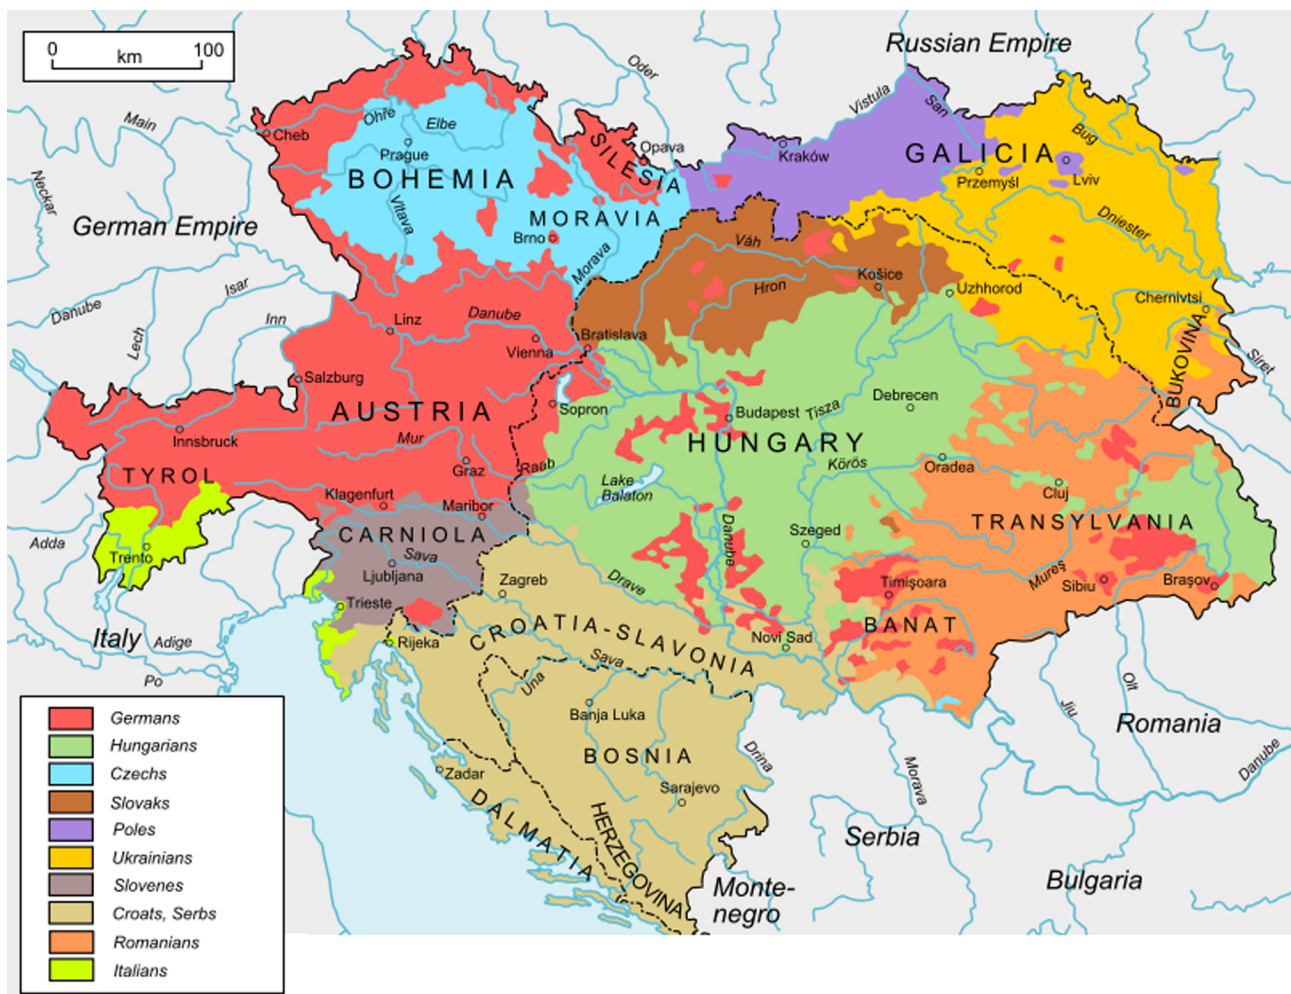 0 100
km
Russian Empire
Oder
Vistula
San
Main
Ohře
Elbe
Cheb
Prague
BOHEMIA
SILESIA
Opava
Kraków
GALICIA
Bug
Przemyśl
Lviv
Neckar
German Empire
Vltava
MORAVIA
Brno
Morava
Váh
Dniester
Hron
Košice
Uzhhorod
Chernivtsi
BUKOVINA
Siret
Danube
Isar
Lech
Inn
Linz
Danube
Vienna
Bratislava
Salzburg
AUSTRIA
Sopron
Budapest
Tisza
Debrecen
HUNGARY
Innsbruck
Mur
Graz
Raab
Körös
Oradea
TYROL
Klagenfurt
Maribor
Lake
Balaton
Cluj
TRANSYLVANIA
Adda
Trento
CARNIOLA
Sava
Ljubljana
Zagreb
Drave
Danube
Szeged
Timişoara
Mureş
Sibiu
Braşov
Trieste
Italy
Adige
Po
Rijeka
CROATIA-SLAVONIA
Novi Sad
BANAT
Sava
Una
Banja Luka
BOSNIA
Drina
Sarajevo
Zadar
DALMATIA
HERZEGOVINA
Jiu
Olt
Romania
Danube
Morava
Serbia
Monte-
negro
Bulgaria
Germans
Hungarians
Czechs
Slovaks
Poles
Ukrainians
Slovenes
Croats, Serbs
Romanians
Italians